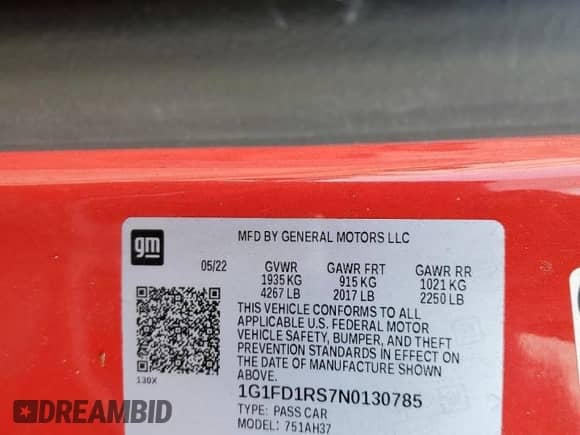 gm
MFD BY GENERAL MOTORS LLC
05/22 GVWR GAWR FRT GAWR RR
1935 KG 915 KG 1021 KG
4267 LB 2017 LB 2250 LB
THIS VEHICLE CONFORMS TO ALL
APPLICABLE U.S. FEDERAL MOTOR
VEHICLE SAFETY, BUMPER, AND THEFT
PREVENTION STANDARDS IN EFFECT ON
THE DATE OF MANUFACTURE SHOWN
ABOVE.
130X
1G1FD1RS7N0130785
TYPE: PASS CAR
MODEL: 751AH37
DREAMBID